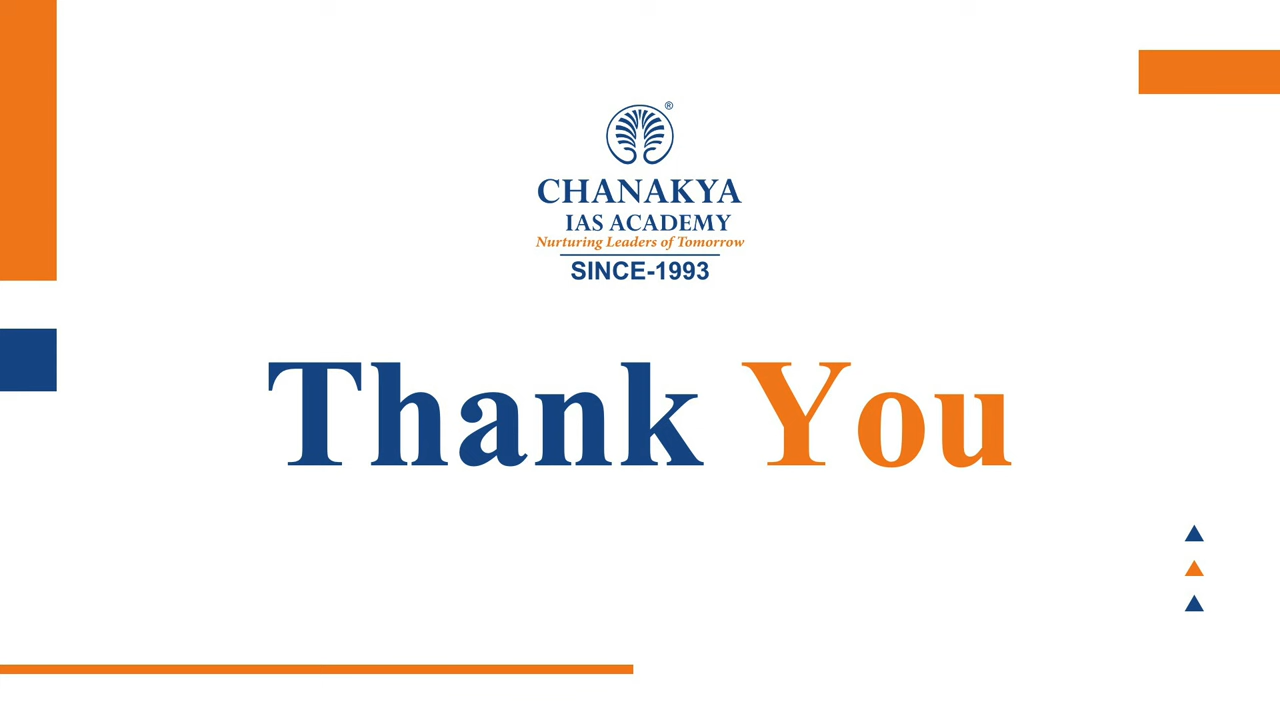 ®
CHANAKYA
IAS ACADEMY
Nurturing Leaders of Tomorrow
SINCE-1993
Thank You